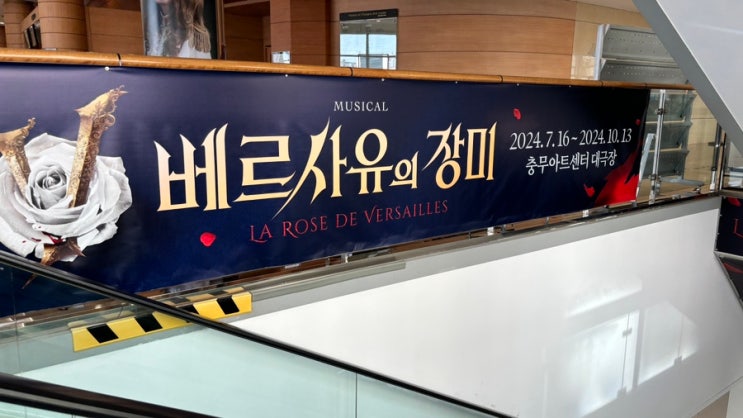 MUSICAL
베르사유의 장미
LA ROSE DE VERSAILLES
2024.7.16~2024.10.13
충무아트센터 대극장